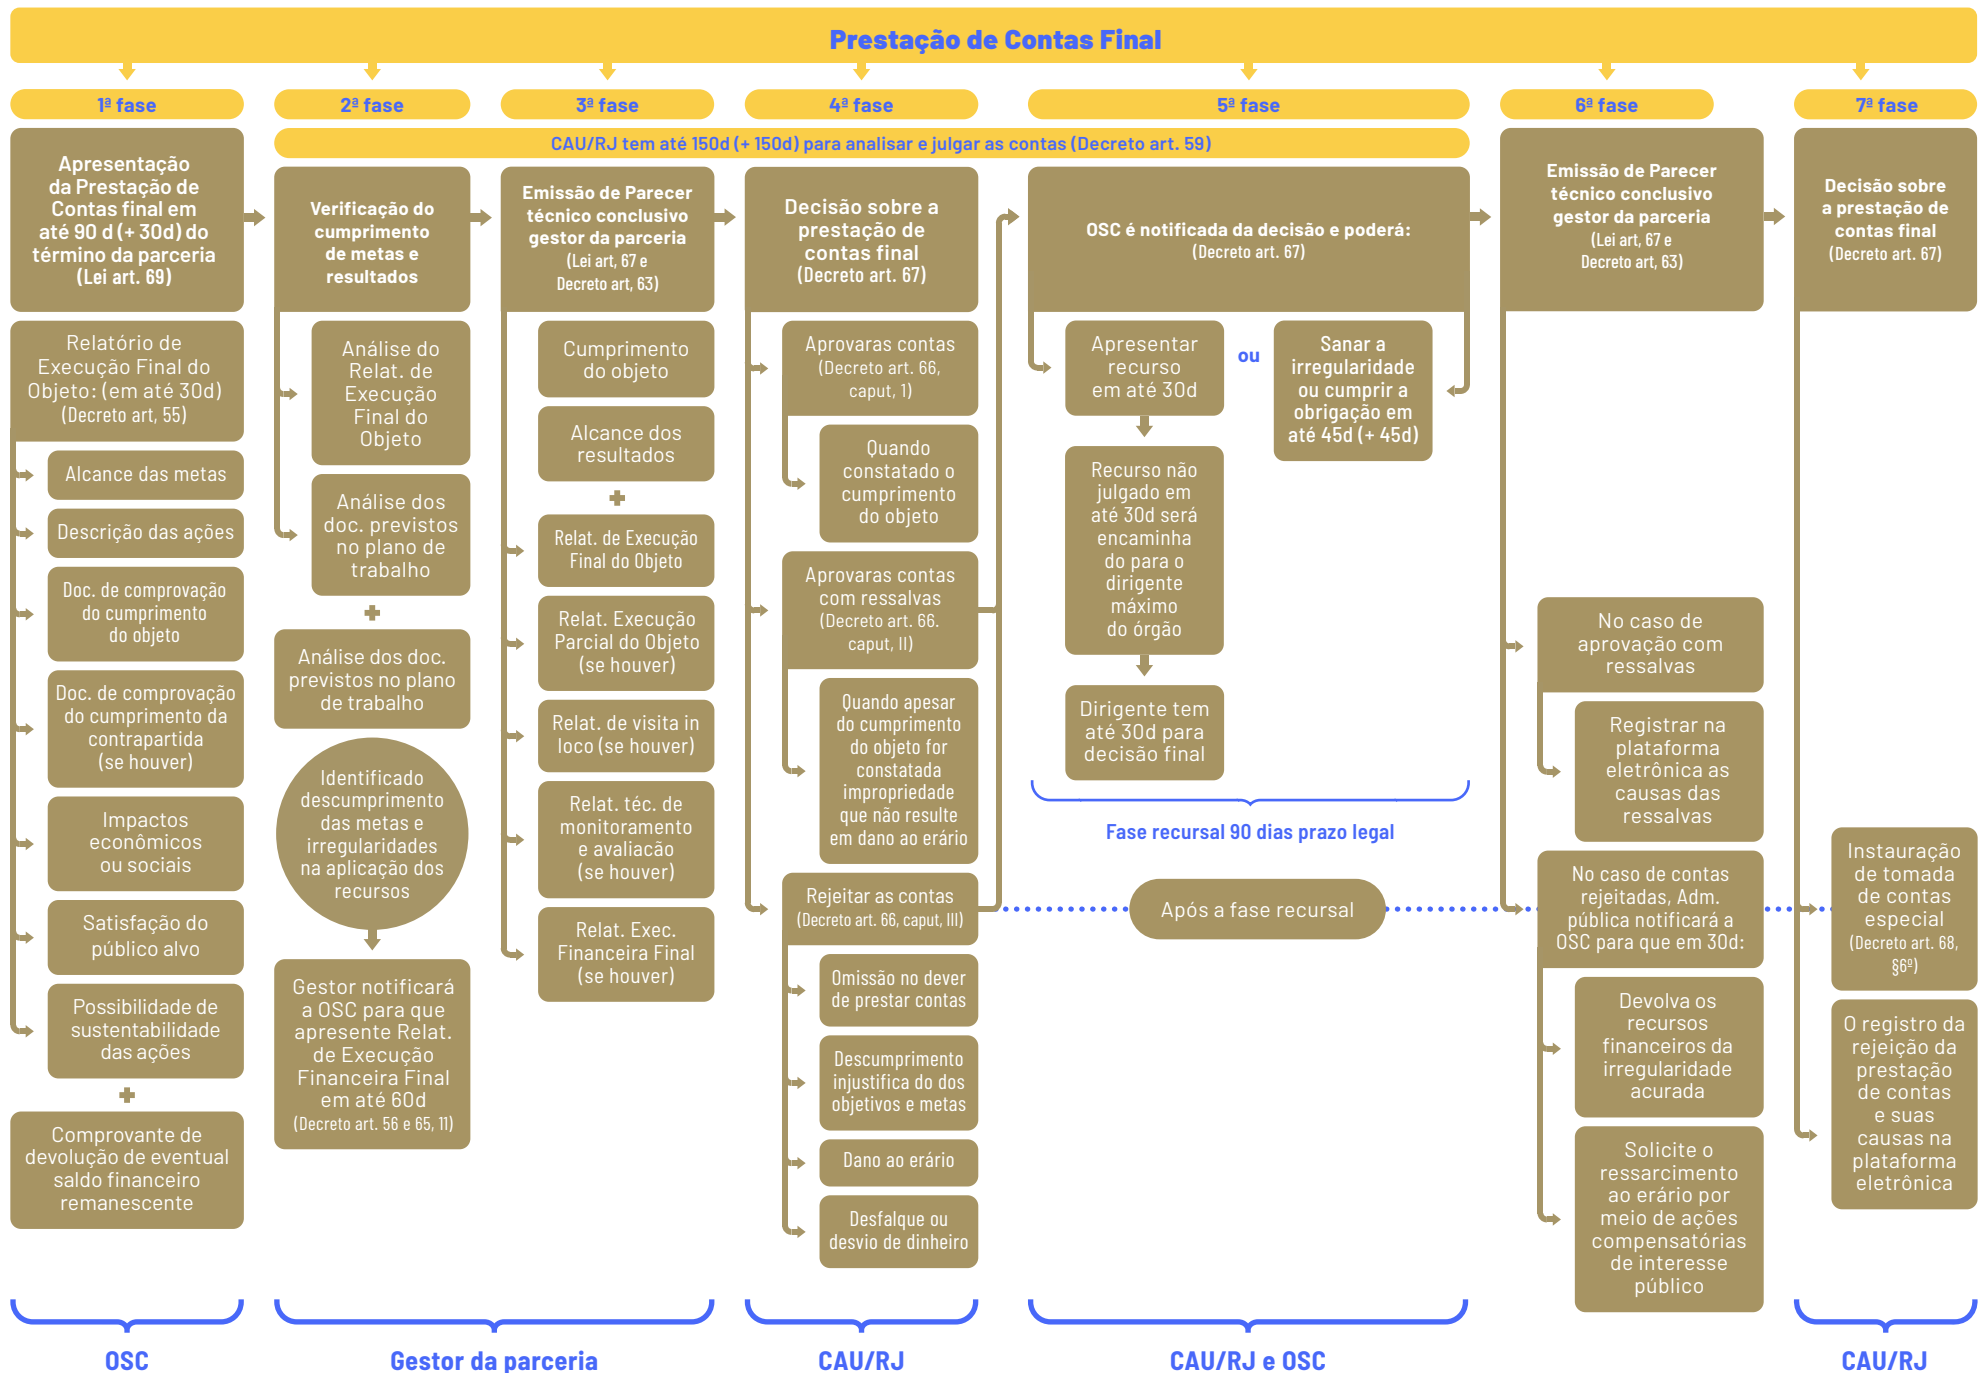 Prestação de Contas Final
1ª fase
2ª fase
3ª fase
4ª fase
5ª fase
6ª fase
7ª fase
CAU/RJ tem até 150d (+ 150d) para analisar e julgar as contas (Decreto art. 59)
Apresentação
da Prestação de
Contas final em
até 90 d (+ 30d) do
término da parceria
(Lei art. 69)
Relatório de
Execução Final do
Objeto: (em até 30d)
(Decreto art, 55)
Alcance das metas
Descrição das ações
Doc. de comprovação
do cumprimento
do objeto
Doc. de comprovação
do cumprimento da
contrapartida
(se houver)
Impactos
econômicos
ou sociais
Satisfação do
público alvo
Possibilidade de
sustentabilidade
das ações
Comprovante de
devolução de eventual
saldo financeiro
remanescente
OSC
Verificação do
cumprimento
de metas e
resultados
Análise do
Relat. de
Execução
Final do
Objeto
Análise dos
doc. previstos
no plano de
trabalho
Análise dos doc.
previstos no plano
de trabalho
Identificado
descumprimento
das metas e
irregularidades
na aplicação dos
recursos
Gestor notificará
a OSC para que
apresente Relat.
de Execução
Financeira Final
em até 60d
(Decreto art. 56 e 65, 11)
Emissão de Parecer
técnico conclusivo
gestor da parceria
(Lei art, 67 e
Decreto art, 63)
Cumprimento
do objeto
Alcance dos
resultados
Relat. de Execução
Final do Objeto
Relat. Execução
Parcial do Objeto
(se houver)
Relat. de visita in
loco (se houver)
Relat. téc. de
monitoramento
e avaliacão
(se houver)
Relat. Exec.
Financeira Final
(se houver)
Gestor da parceria
Decisão sobre a
prestação de
contas final
(Decreto art. 67)
Aprovaras contas
(Decreto art. 66,
caput, 1)
Quando
constatado o
cumprimento
do objeto
Aprovaras contas
com ressalvas
(Decreto art. 66.
caput, II)
Quando apesar
do cumprimento
do objeto for
constatada
impropriedade
que não resulte
em dano ao erário
Rejeitar as contas
(Decreto art. 66, caput, III)
Omissão no dever
de prestar contas
Descumprimento
injustifica do dos
objetivos e metas
Dano ao erário
Desfalque ou
desvio de dinheiro
CAU/RJ
OSC é notificada da decisão e poderá:
(Decreto art. 67)
Apresentar
recurso
em até 30d
ou
Sanar a
irregularidade
ou cumprir a
obrigação em
até 45d (+ 45d)
Recurso não
julgado em
até 30d será
encaminha
do para o
dirigente
máximo
do órgão
Dirigente tem
até 30d para
decisão final
Fase recursal 90 dias prazo legal
Após a fase recursal
CAU/RJ e OSC
Emissão de Parecer
técnico conclusivo
gestor da parceria
(Lei art, 67 e
Decreto art, 63)
No caso de
aprovação com
ressalvas
Registrar na
plataforma
eletrônica as
causas das
ressalvas
No caso de contas
rejeitadas, Adm.
pública notificará a
OSC para que em 30d:
Devolva os
recursos
financeiros da
irregularidade
acurada
Solicite o
ressarcimento
ao erário por
meio de ações
compensatórias
de interesse
público
Decisão sobre
a prestação de
contas final
(Decreto art. 67)
Instauração
de tomada
de contas
especial
(Decreto art. 68,
§6º)
O registro da
rejeição da
prestação
de contas
e suas
causas na
plataforma
eletrônica
CAU/RJ